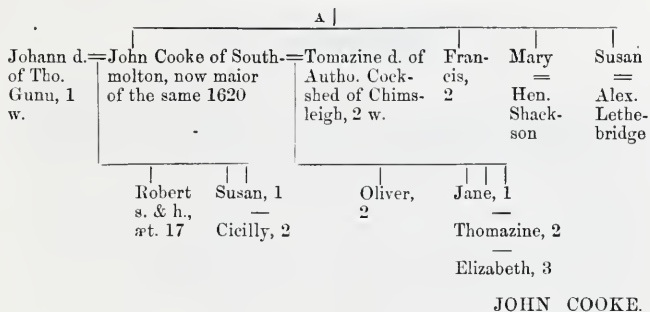 A
Johann d.=John Cooke of South-=Tomazine d. of Fran- Mary Susan
of Tho. molton, now maior Autho. Cock- cis, = =
Gunu, 1 of the same 1620 shed of Chims- 2 Hen. Alex.
w. leigh, 2 w. Shack- Lethe-
son bridge
Robert Susan, 1 Oliver, Jane, 1
s. & h., — 2 —
æt. 17 Cicilly, 2 Thomazine, 2
—
Elizabeth, 3
JOHN COOKE.